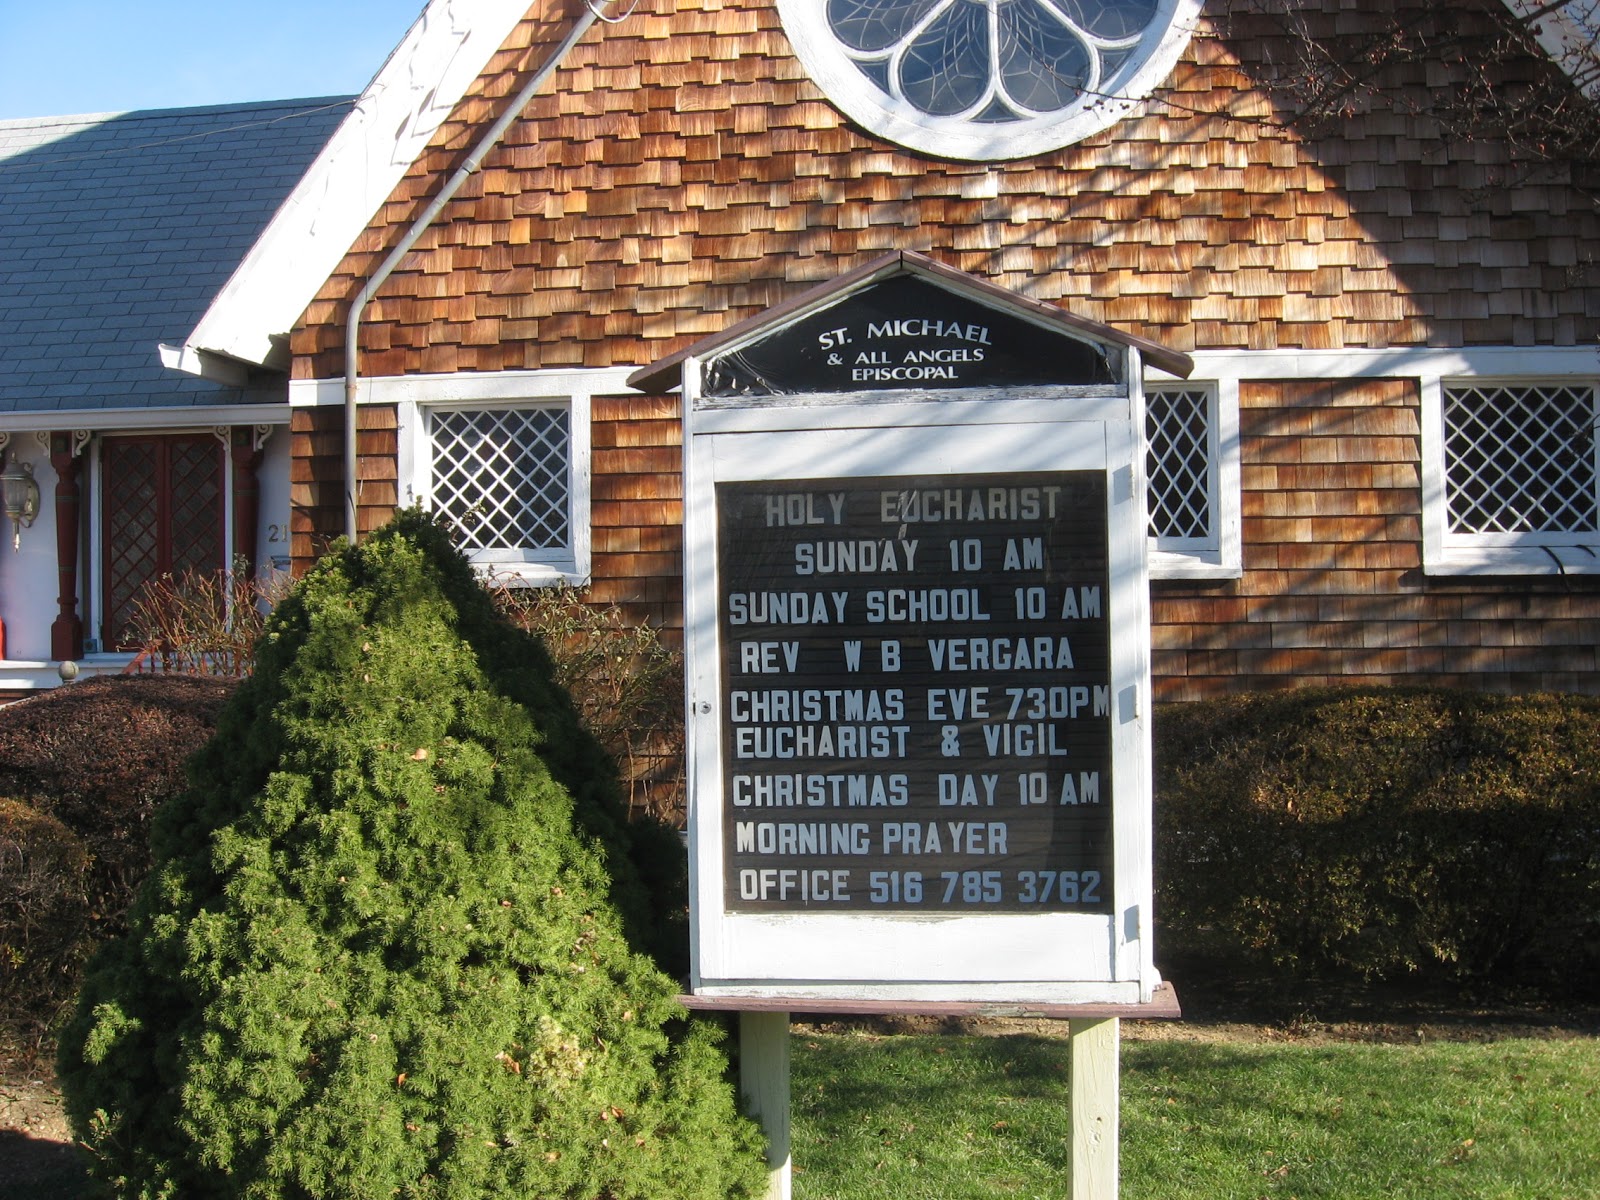 ST. MICHAEL
& ALL ANGELS
EPISCOPAL
HOLY EUCHARIST
SUNDAY 10 AM
SUNDAY SCHOOL 10 AM
REV W B VERGARA
CHRISTMAS EVE 730PM
EUCHARIST & VIGIL
CHRISTMAS DAY 10 AM
MORNING PRAYER
OFFICE 516 785 3762